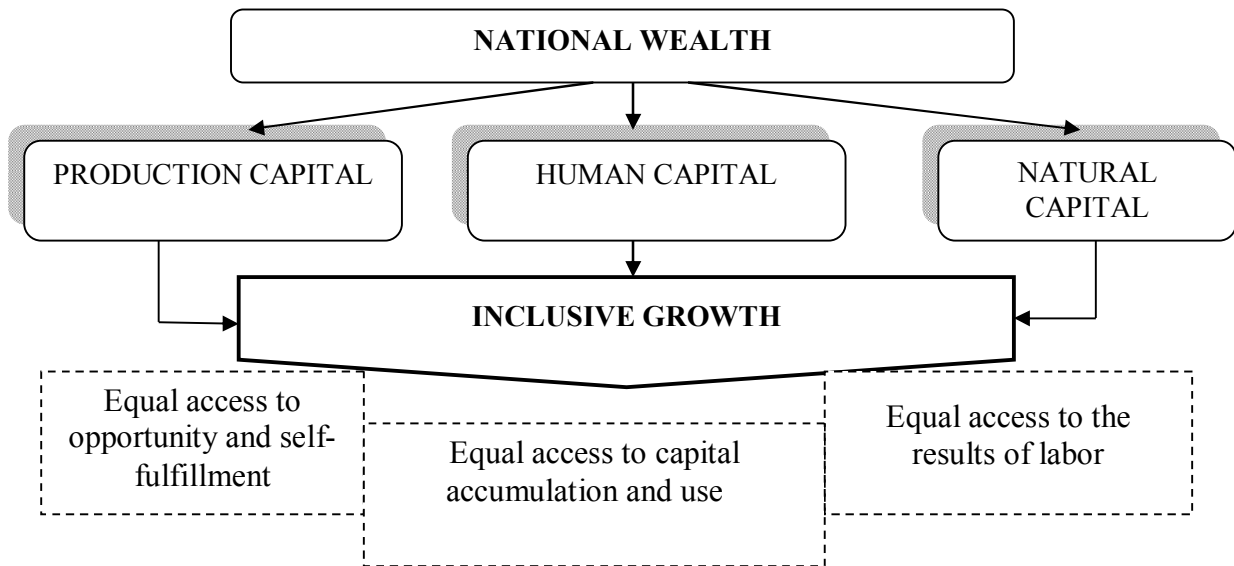 NATIONAL WEALTH
PRODUCTION CAPITAL
HUMAN CAPITAL
NATURAL
CAPITAL
INCLUSIVE GROWTH
Equal access to
opportunity and self-
fulfillment
Equal access to capital
accumulation and use
Equal access to the
results of labor